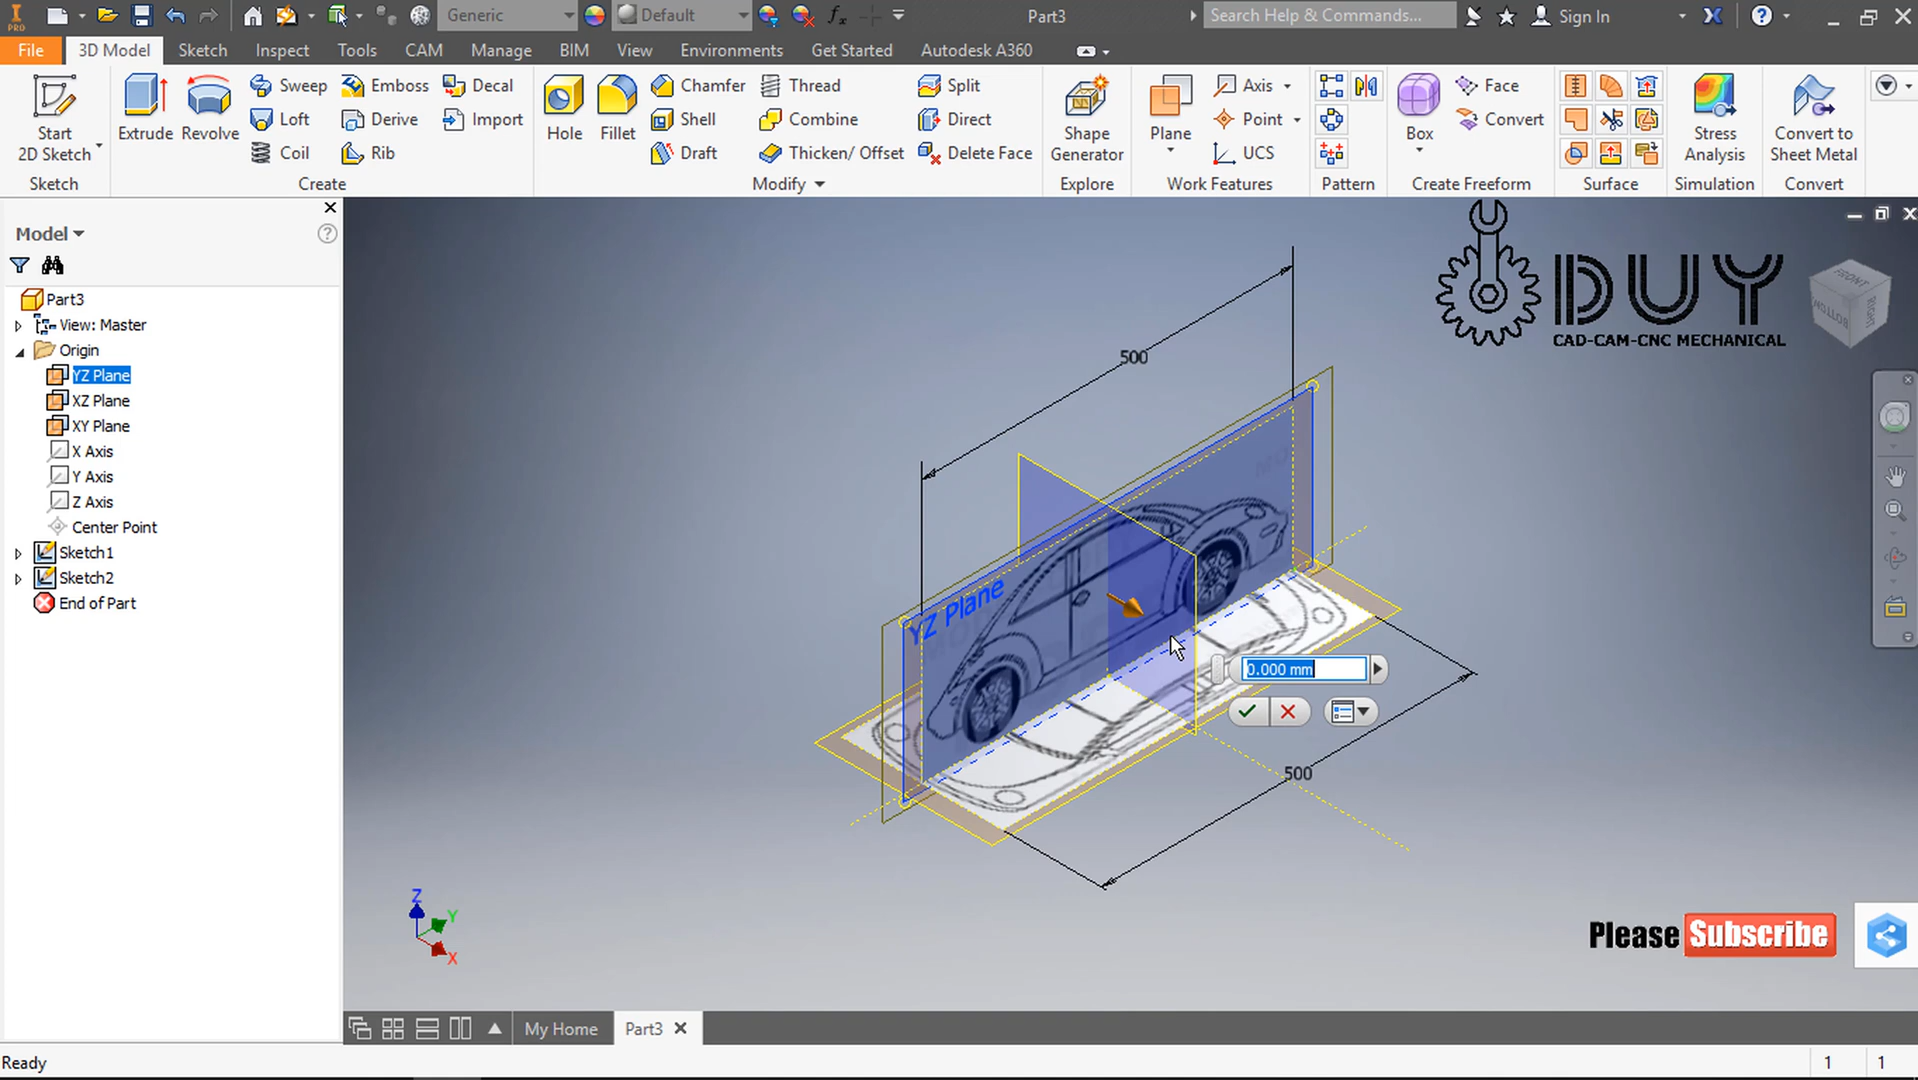 Generic
Default
Part3
Search Help & Commands...
Sign In
File
3D Model
Sketch
Inspect
Tools
CAM
Manage
BIM
View
Environments
Get Started
Autodesk A360
Start
2D Sketch
Extrude
Revolve
Sweep
Loft
Coil
Emboss
Derive
Rib
Decal
Import
Hole
Fillet
Chamfer
Shell
Draft
Thread
Combine
Thicken/ Offset
Split
Direct
Delete Face
Shape
Generator
Plane
Axis
Point
UCS
Box
Face
Convert
Stress
Analysis
Convert to
Sheet Metal
Sketch
Create
Modify
Explore
Work Features
Pattern
Create Freeform
Surface
Simulation
Convert
Model
Part3
View: Master
Origin
YZ Plane
XZ Plane
XY Plane
X Axis
Y Axis
Z Axis
Center Point
Sketch1
Sketch2
End of Part
DUY
CAD-CAM-CNC MECHANICAL
FRONT
RIGHT
BOTTOM
500
YZ Plane
0.000 mm
500
Z
Y
X
Please Subscribe
My Home
Part3
Ready
1
1